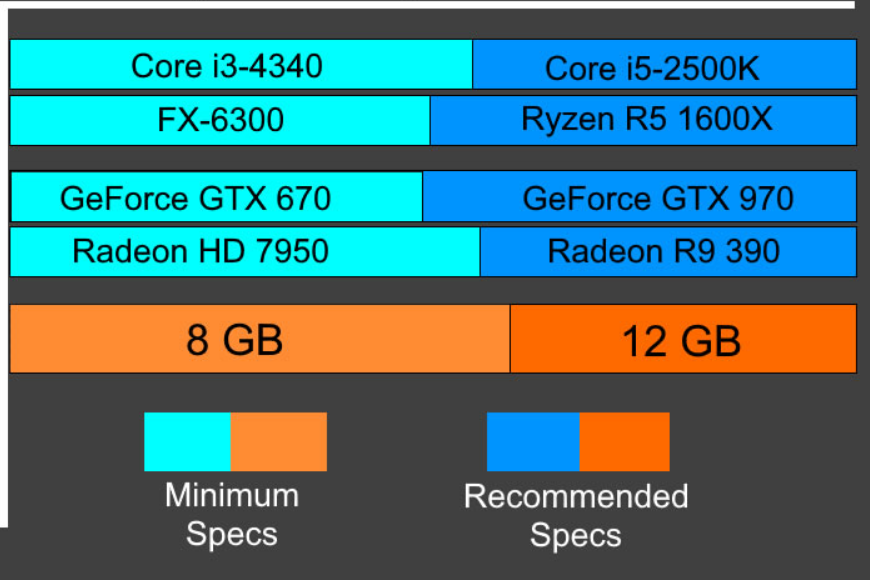 Core i3-4340
Core i5-2500K
FX-6300
Ryzen R5 1600X
GeForce GTX 670
GeForce GTX 970
Radeon HD 7950
Radeon R9 390
8 GB
12 GB
Minimum
Specs
Recommended
Specs